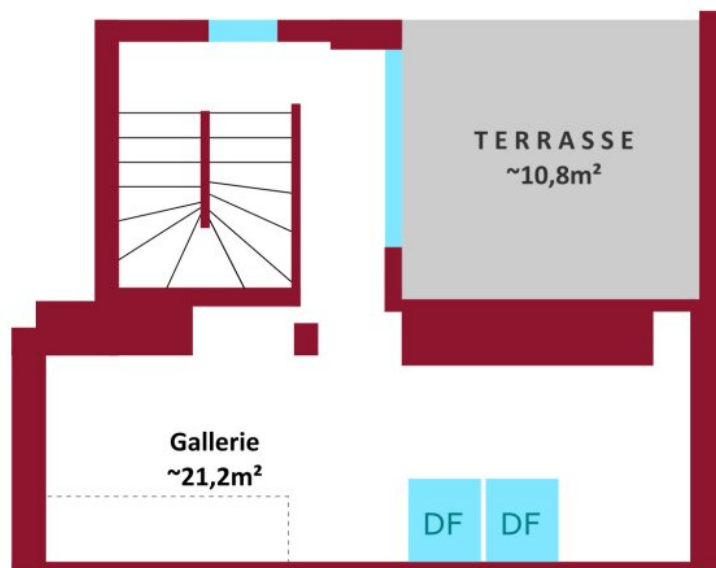 TERRASSE
~10,8m²
Gallerie
~21,2m²
DF DF